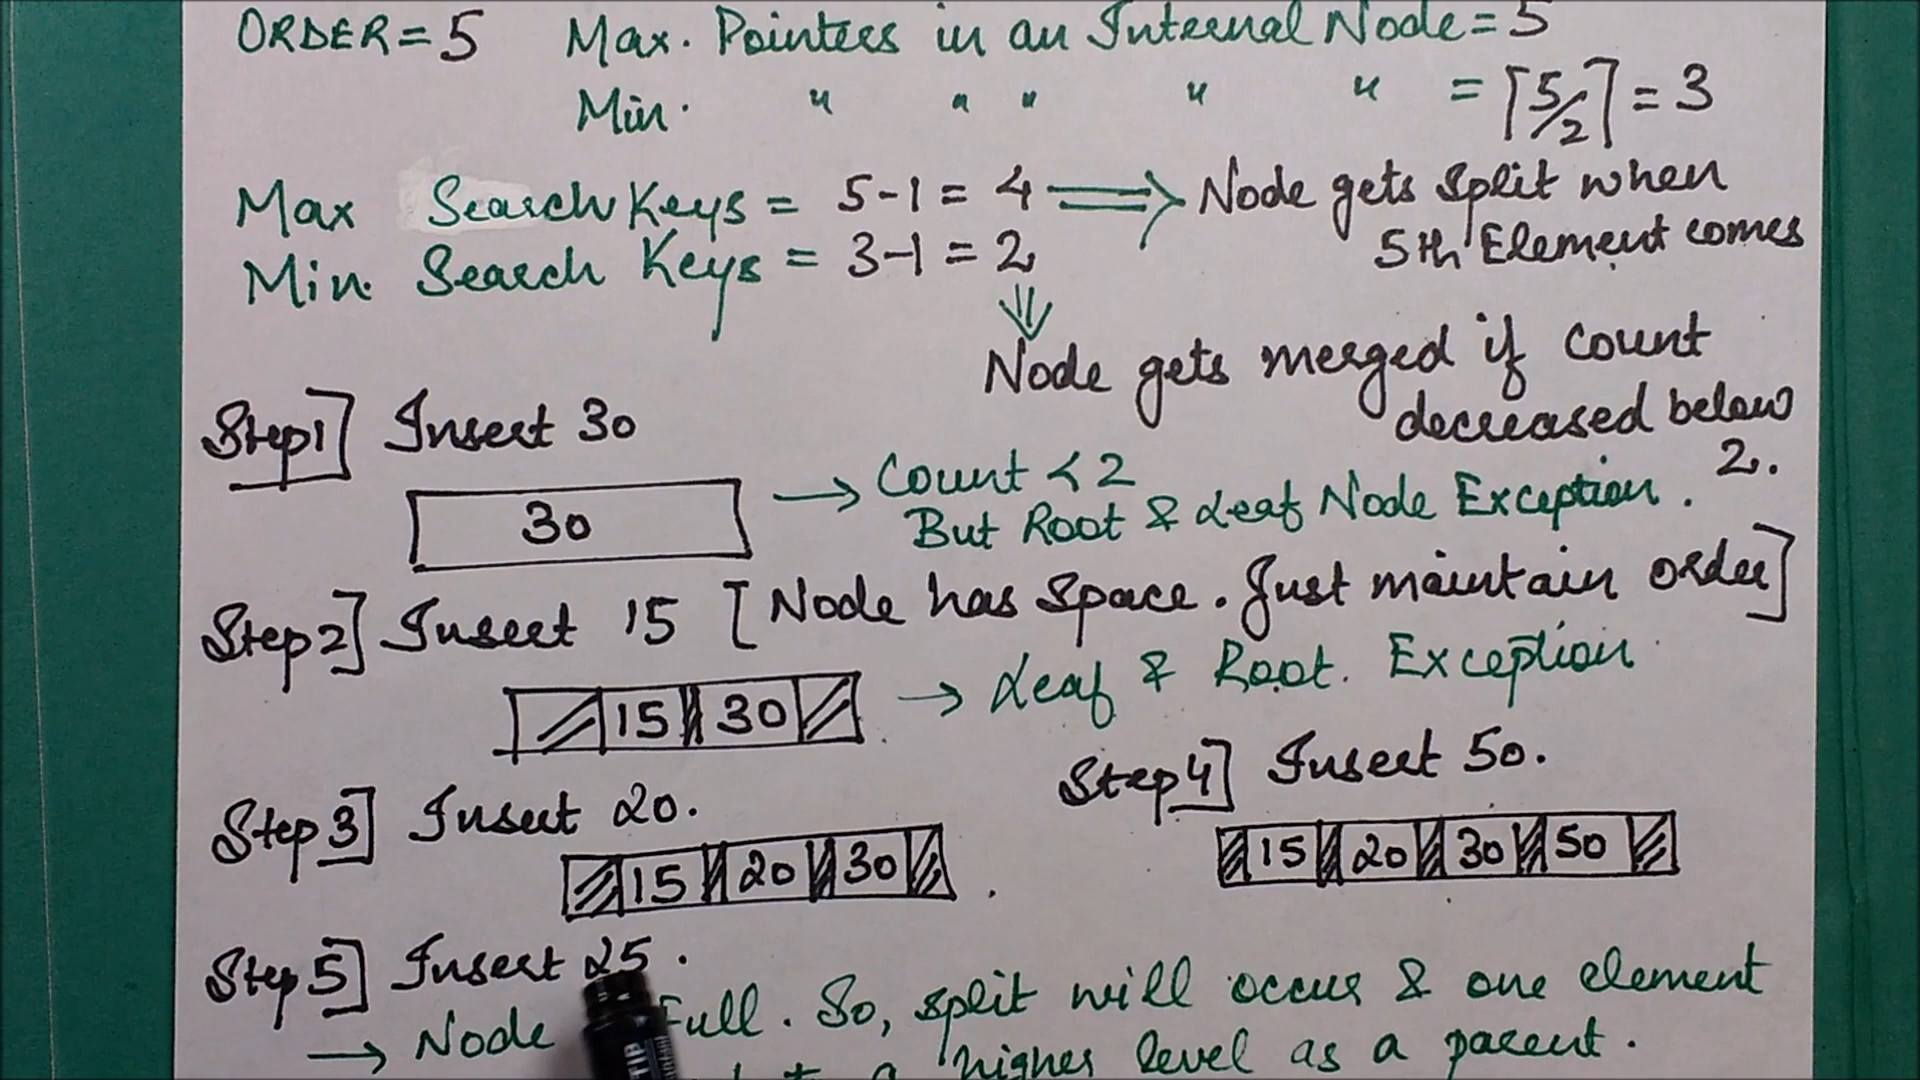 ORDER = 5 Max. Pointers in an Internal Node = 5
Min. " " " " " = ⌈5/2⌉ = 3
Max Search Keys = 5-1 = 4 ⟹ Node gets split when
5th Element comes
Min. Search Keys = 3-1 = 2
⇓
Node gets merged if count
decreased below
2.
Step1] Insert 30
30 → Count < 2
But Root & Leaf Node Exception.
Step2] Insert 15 [Node has space. Just maintain order]
15 30 → Leaf & Root. Exception
Step3] Insert 20.
15 20 30
Step4] Insert 50.
15 20 30 50
Step5] Insert 25.
→ Node Full. So, split will occur & one element
higher level as a parent.